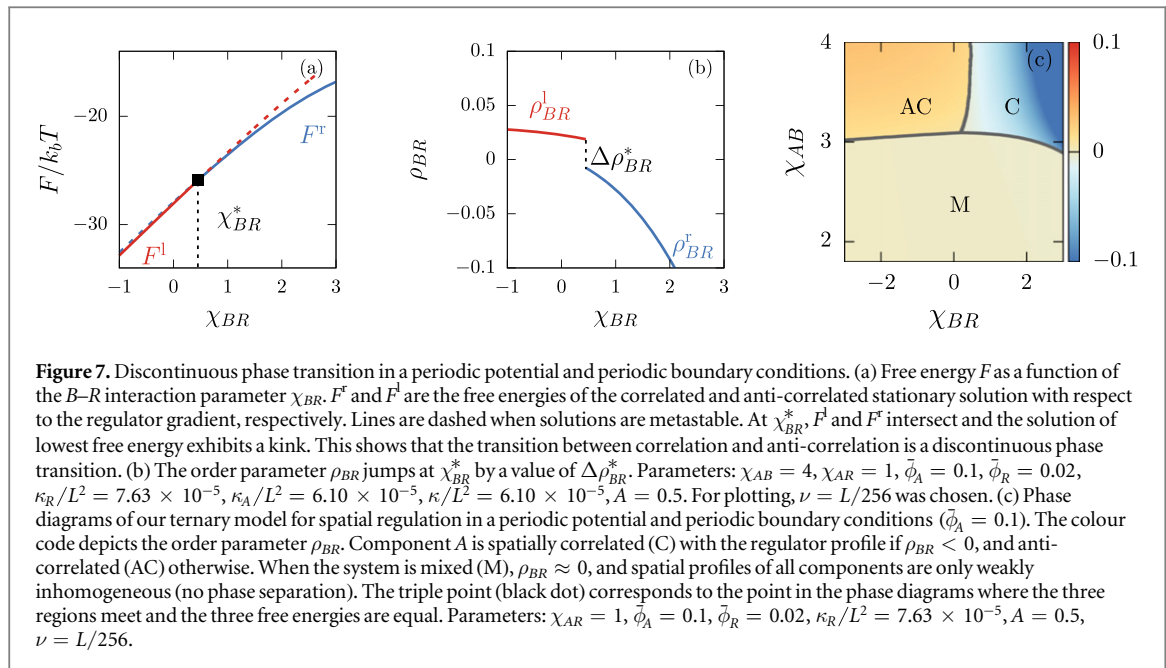 (a)
−20
−30
F/k_bT
F^r
χ*_BR
F^l
−1 0 1 2 3
χ_BR
0.1
0.05
0
−0.05
−0.1
ρ_BR
(b)
ρ^l_BR
Δρ*_BR
ρ^r_BR
−1 0 1 2 3
χ_BR
4
3
2
χ_AB
(c)
AC
C
M
−2 0 2
χ_BR
0.1
0
−0.1
Figure 7. Discontinuous phase transition in a periodic potential and periodic boundary conditions. (a) Free energy F as a function of
the B–R interaction parameter χ_BR. F^r and F^l are the free energies of the correlated and anti-correlated stationary solution with respect
to the regulator gradient, respectively. Lines are dashed when solutions are metastable. At χ*_BR, F^l and F^r intersect and the solution of
lowest free energy exhibits a kink. This shows that the transition between correlation and anti-correlation is a discontinuous phase
transition. (b) The order parameter ρ_BR jumps at χ*_BR by a value of Δρ*_BR. Parameters: χ_AB = 4, χ_AR = 1, φ̄_A = 0.1, φ̄_R = 0.02,
κ_R/L² = 7.63 × 10⁻⁵, κ_A/L² = 6.10 × 10⁻⁵, κ/L² = 6.10 × 10⁻⁵, A = 0.5. For plotting, ν = L/256 was chosen. (c) Phase
diagrams of our ternary model for spatial regulation in a periodic potential and periodic boundary conditions (φ̄_A = 0.1). The colour
code depicts the order parameter ρ_BR. Component A is spatially correlated (C) with the regulator profile if ρ_BR < 0, and anti-
correlated (AC) otherwise. When the system is mixed (M), ρ_BR ≈ 0, and spatial profiles of all components are only weakly
inhomogeneous (no phase separation). The triple point (black dot) corresponds to the point in the phase diagrams where the three
regions meet and the three free energies are equal. Parameters: χ_AR = 1, φ̄_A = 0.1, φ̄_R = 0.02, κ_R/L² = 7.63 × 10⁻⁵, A = 0.5,
ν = L/256.